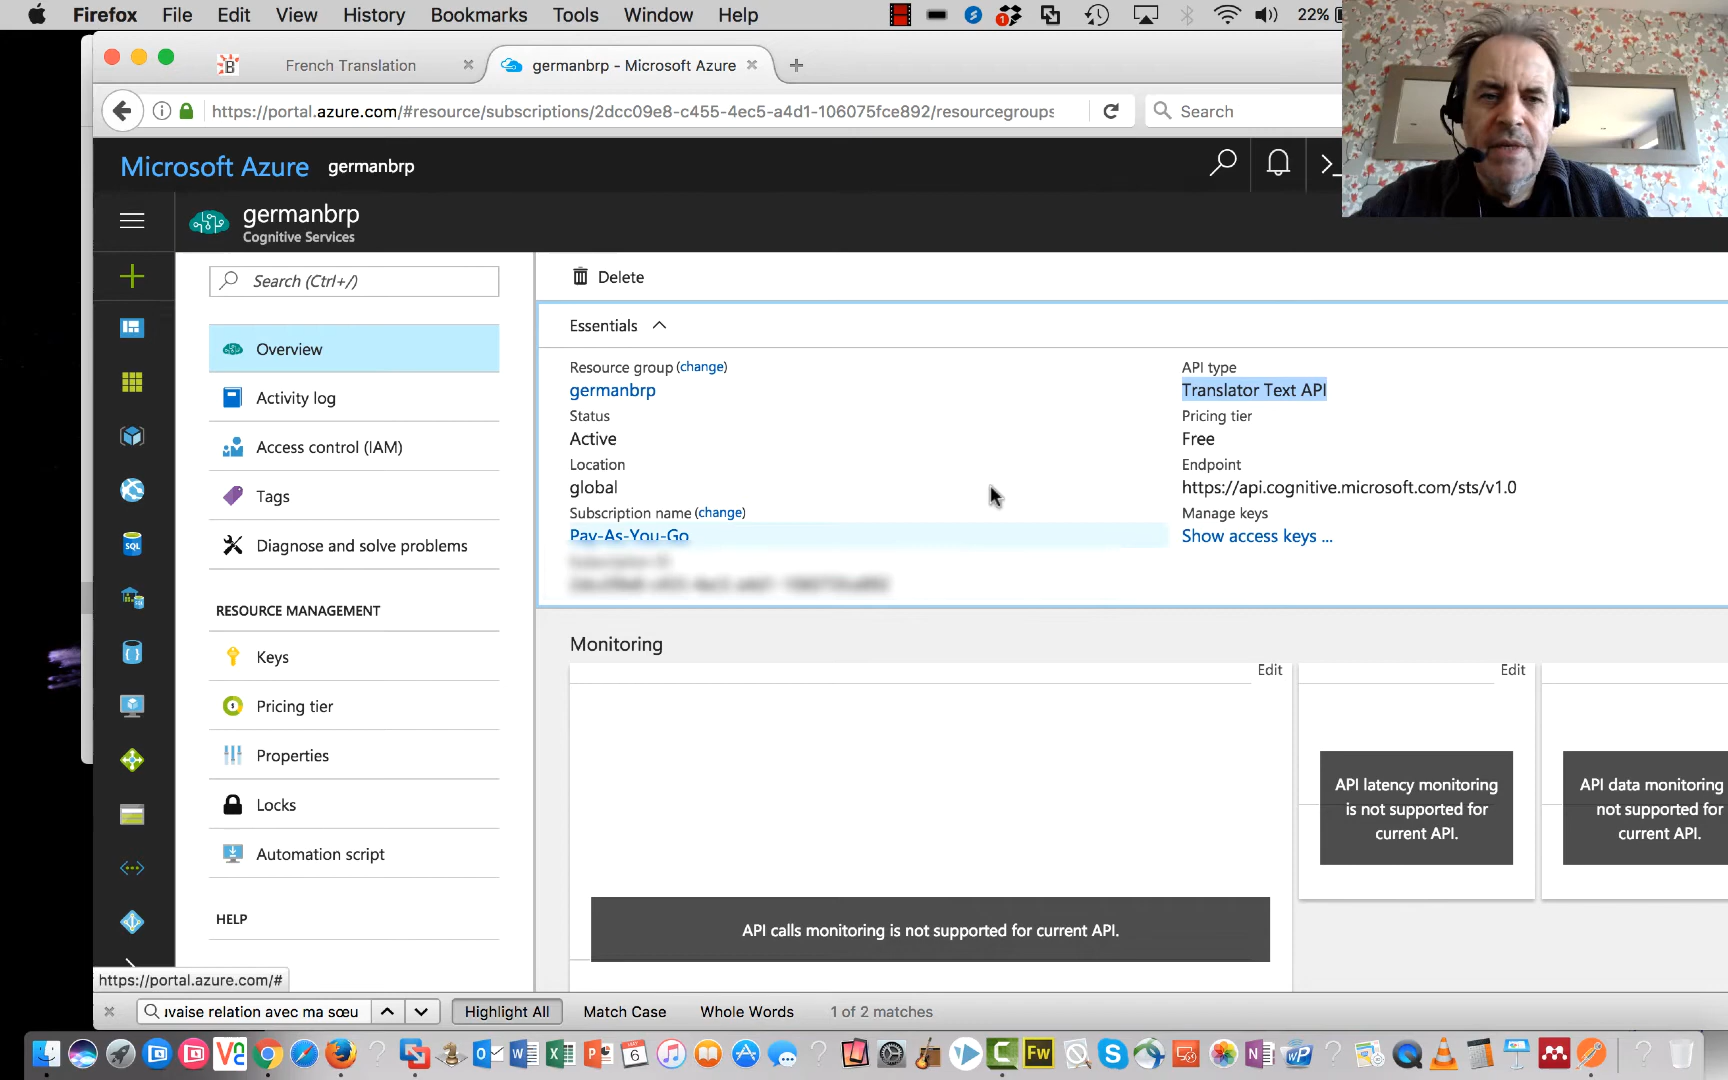 Firefox File Edit View History Bookmarks Tools Window Help 22%
French Translation
germanbrp - Microsoft Azure
https://portal.azure.com/#resource/subscriptions/2dcc09e8-c455-4ec5-a4d1-106075fce892/resourcegroups
Search
Microsoft Azure germanbrp
germanbrp
Cognitive Services
Search (Ctrl+/)
Overview
Activity log
Access control (IAM)
Tags
Diagnose and solve problems
RESOURCE MANAGEMENT
Keys
Pricing tier
Properties
Locks
Automation script
HELP
Delete
Essentials
Resource group (change)
germanbrp
Status
Active
Location
global
Subscription name (change)
Pay-As-You-Go
API type
Translator Text API
Pricing tier
Free
Endpoint
https://api.cognitive.microsoft.com/sts/v1.0
Manage keys
Show access keys ...
Monitoring
Edit
Edit
API calls monitoring is not supported for current API.
API latency monitoring
is not supported for
current API.
API data monitoring
not supported for
current API.
https://portal.azure.com/#
ıvaise relation avec ma sœu
Highlight All Match Case Whole Words 1 of 2 matches